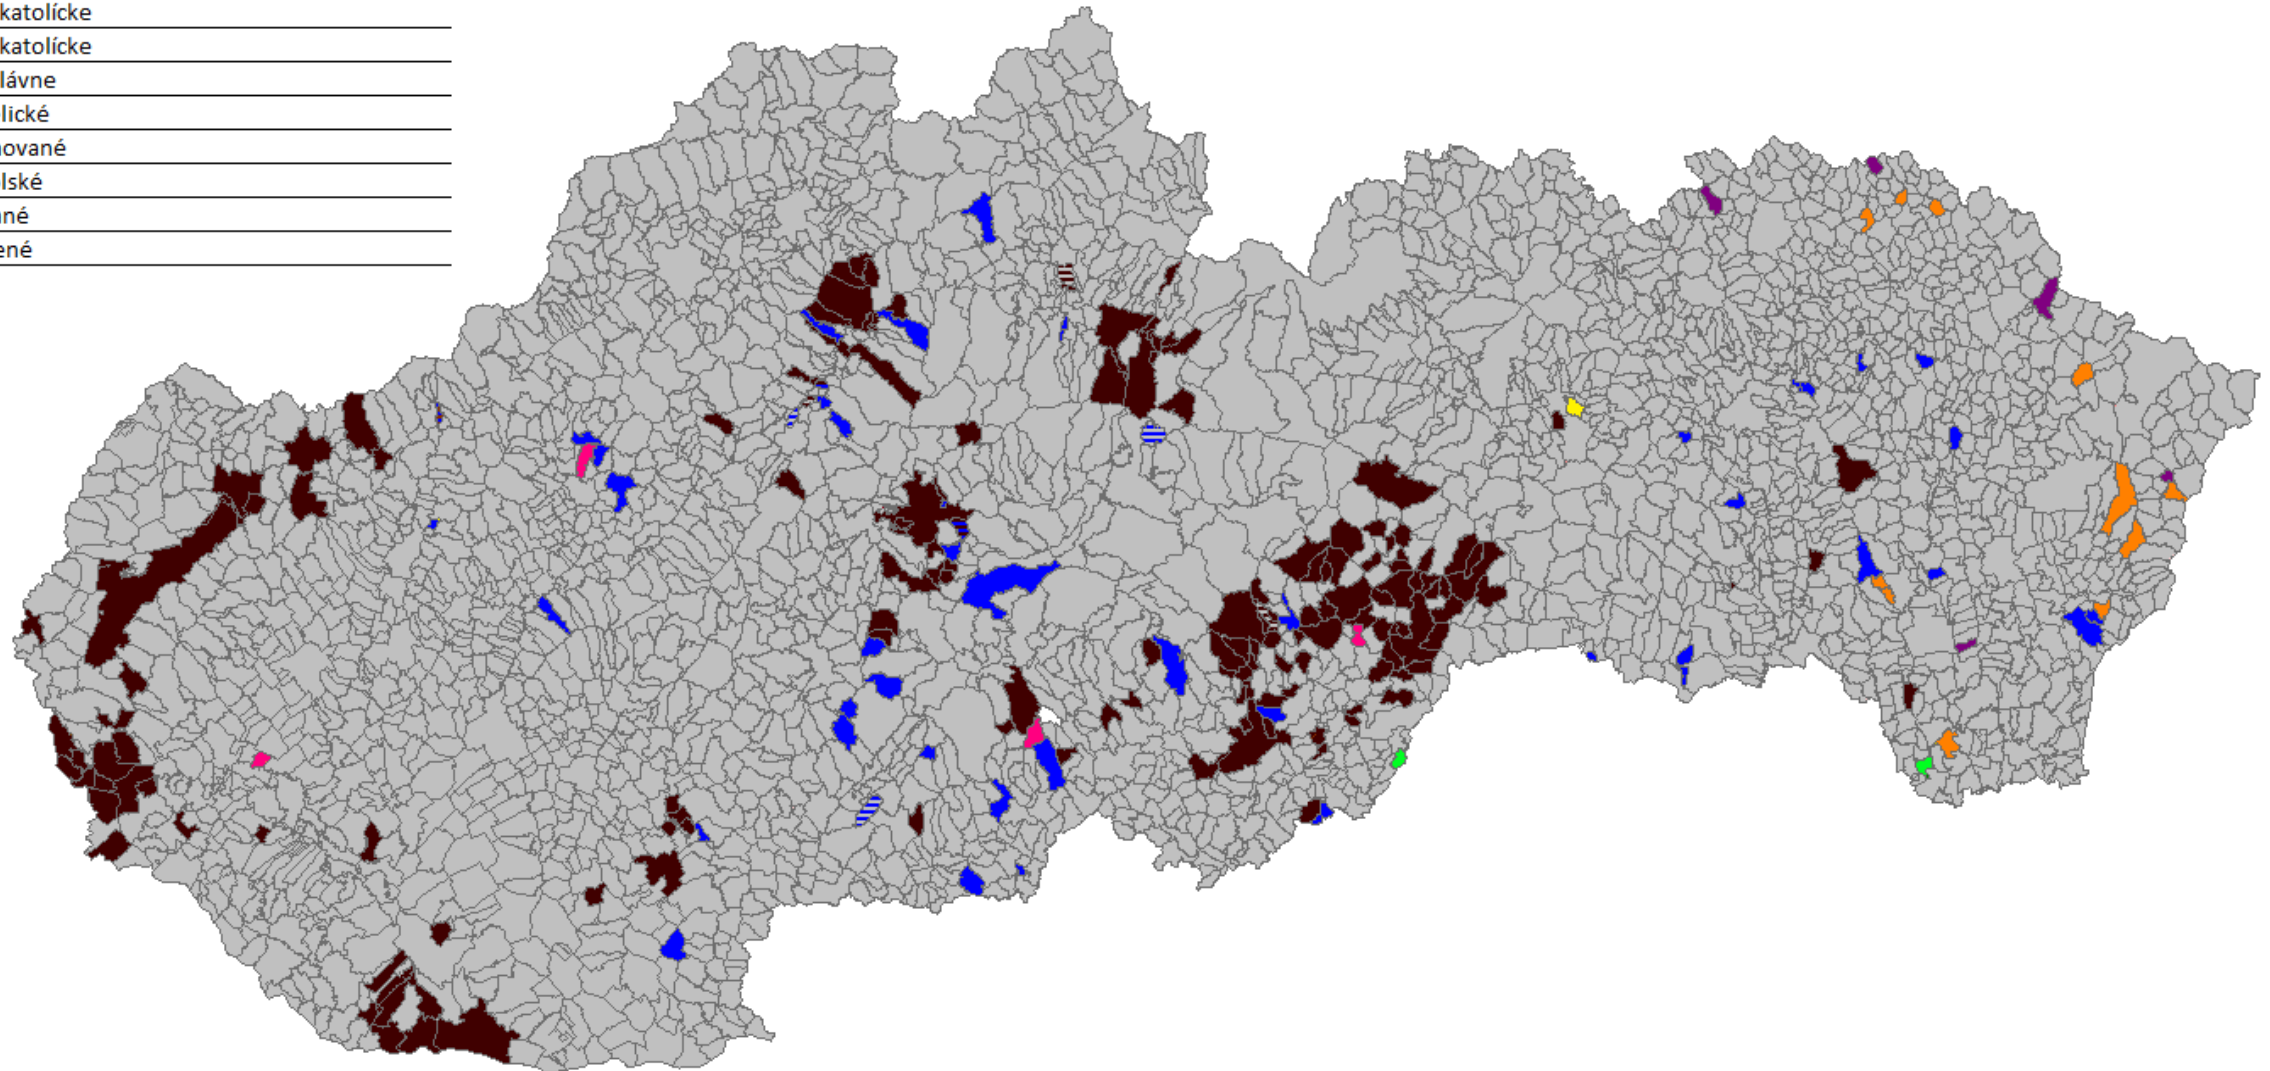 katolícke
katolícke
lávne
lické
ované
lské
né
ené